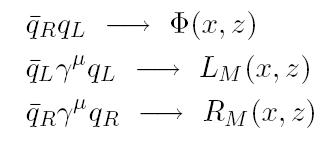 q̄_R q_L ⟶ Φ(x, z)
q̄_L γ^μ q_L ⟶ L_M(x, z)
q̄_R γ^μ q_R ⟶ R_M(x, z)